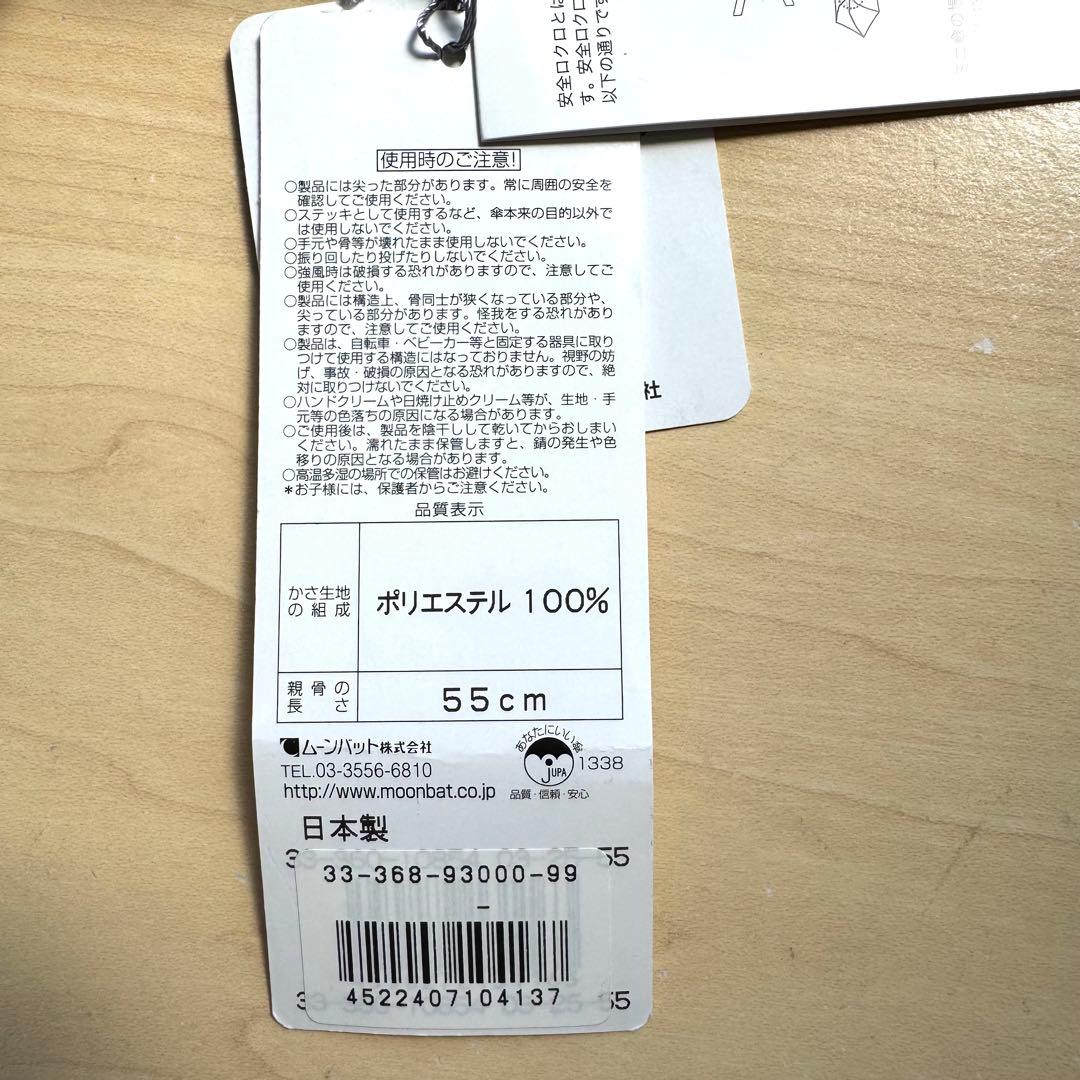 安全ロクロとは
す。安全ロクロ
以下の通りです
使用時のご注意!
○製品には尖った部分があります。常に周囲の安全を
確認してご使用ください。
○ステッキとして使用するなど、傘本来の目的以外で
は使用しないでください。
○手元や骨等が壊れたまま使用しないでください。
○振り回したり投げたりしないでください。
○強風時は破損する恐れがありますので、注意してご
使用ください。
○製品には構造上、骨同士が狭くなっている部分や、
尖っている部分があります。怪我をする恐れがあり
ますので、注意してご使用ください。
○製品は、自転車・ベビーカー等と固定する器具に取り
つけて使用する構造にはなっておりません。視野の妨
げ、事故・破損の原因となる恐れがありますので、絶
対に取りつけないでください。
○ハンドクリームや日焼け止めクリーム等が、生地・手
元等の色落ちの原因になる場合があります。
○ご使用後は、製品を陰干しして乾いてからおしまい
ください。濡れたまま保管しますと、錆の発生や色
移りの原因となる場合があります。
○高温多湿の場所での保管はお避けください。
*お子様には、保護者からご注意ください。
社
品質表示
かさ生地
の組成
ポリエステル 100%
親骨の
長さ
55cm
ムーンバット株式会社
TEL.03-3556-6810
http://www.moonbat.co.jp
あなたにいい傘
JUPA
1338
品質・信頼・安心
日本製
33-368-93000-99
-
4522407104137